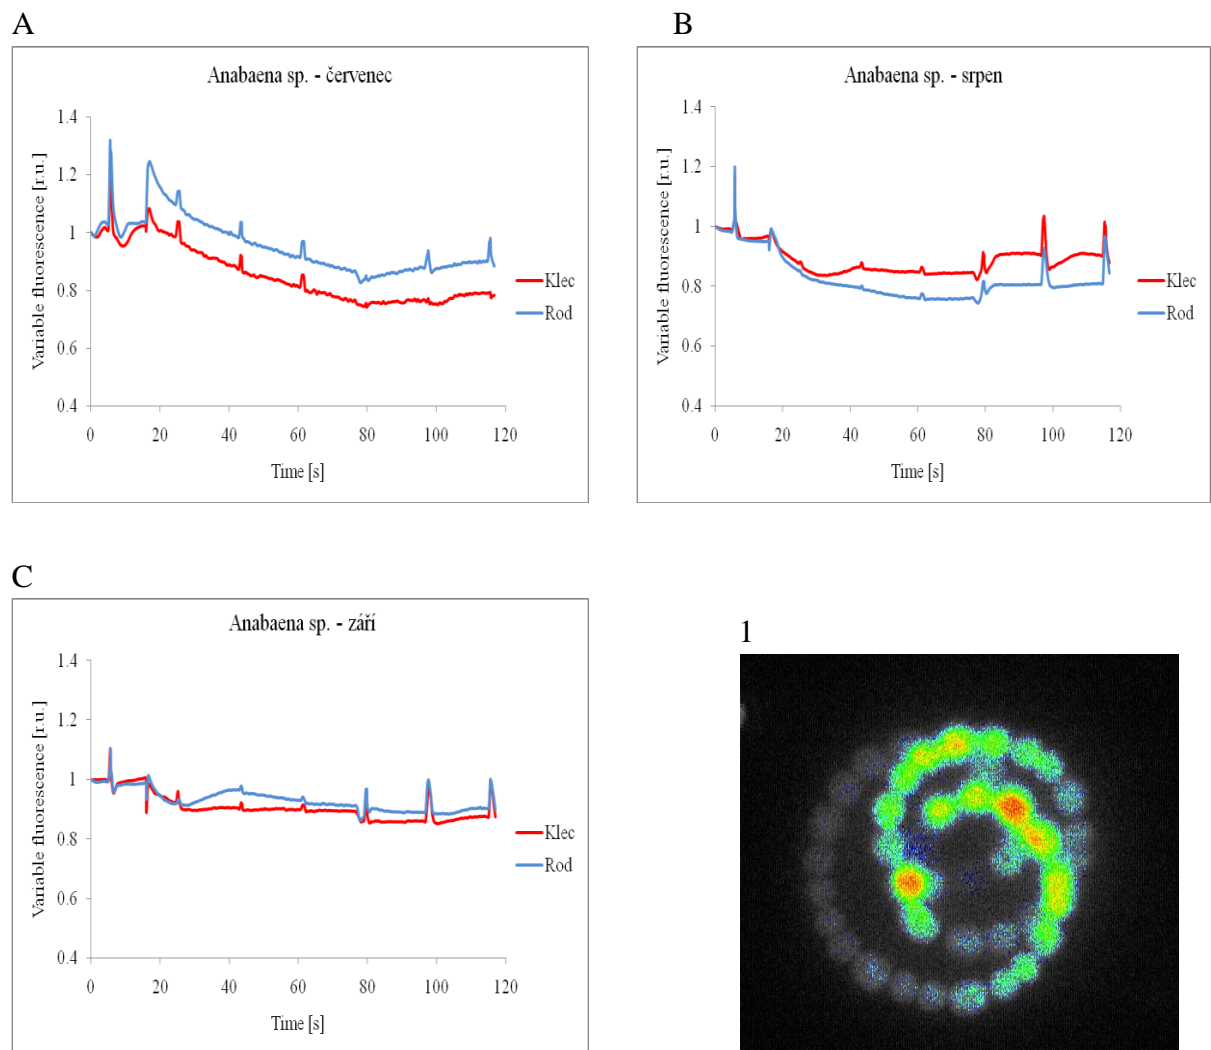 A
Anabaena sp. - červenec
Variable fluorescence [r.u.]
1.4
1.2
1
0.8
0.6
0.4
0 20 40 60 80 100 120
Time [s]
Klec
Rod
B
Anabaena sp. - srpen
Variable fluorescence [r.u.]
1.4
1.2
1
0.8
0.6
0.4
0 20 40 60 80 100 120
Time [s]
Klec
Rod
C
Anabaena sp. - září
Variable fluorescence [r.u.]
1.4
1.2
1
0.8
0.6
0.4
0 20 40 60 80 100 120
Time [s]
Klec
Rod
1